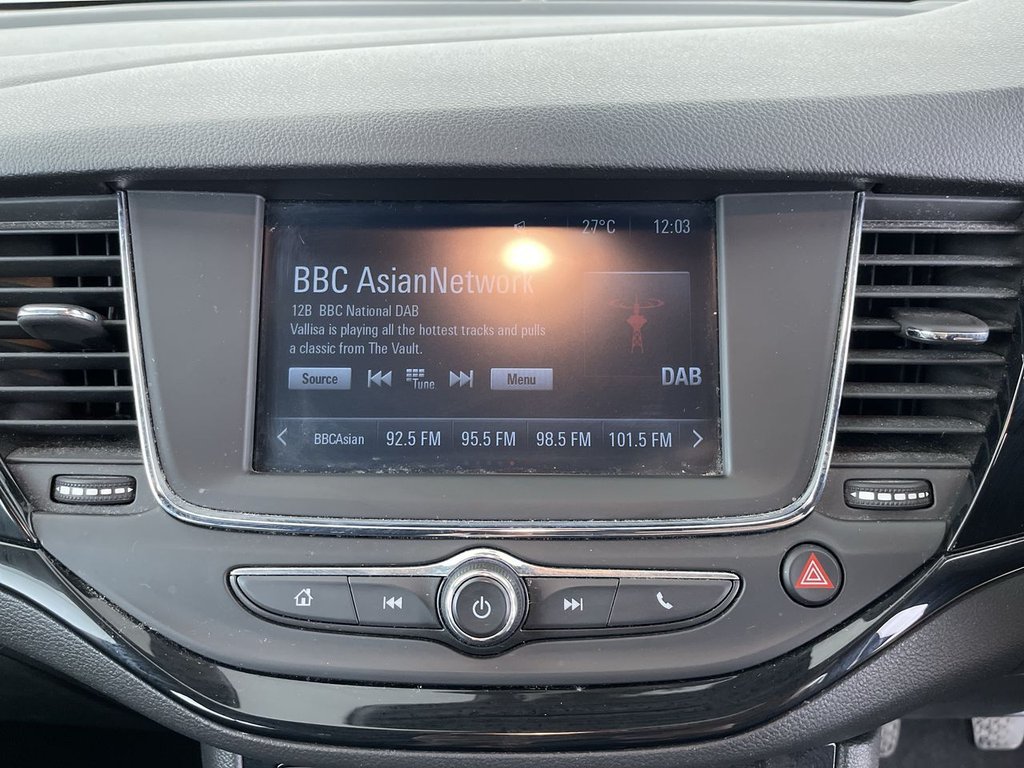 27°C 12:03
BBC AsianNetwork
12B BBC National DAB
Vallisa is playing all the hottest tracks and pulls
a classic from The Vault.
Source Tune Menu DAB
BBCAsian 92.5 FM 95.5 FM 98.5 FM 101.5 FM